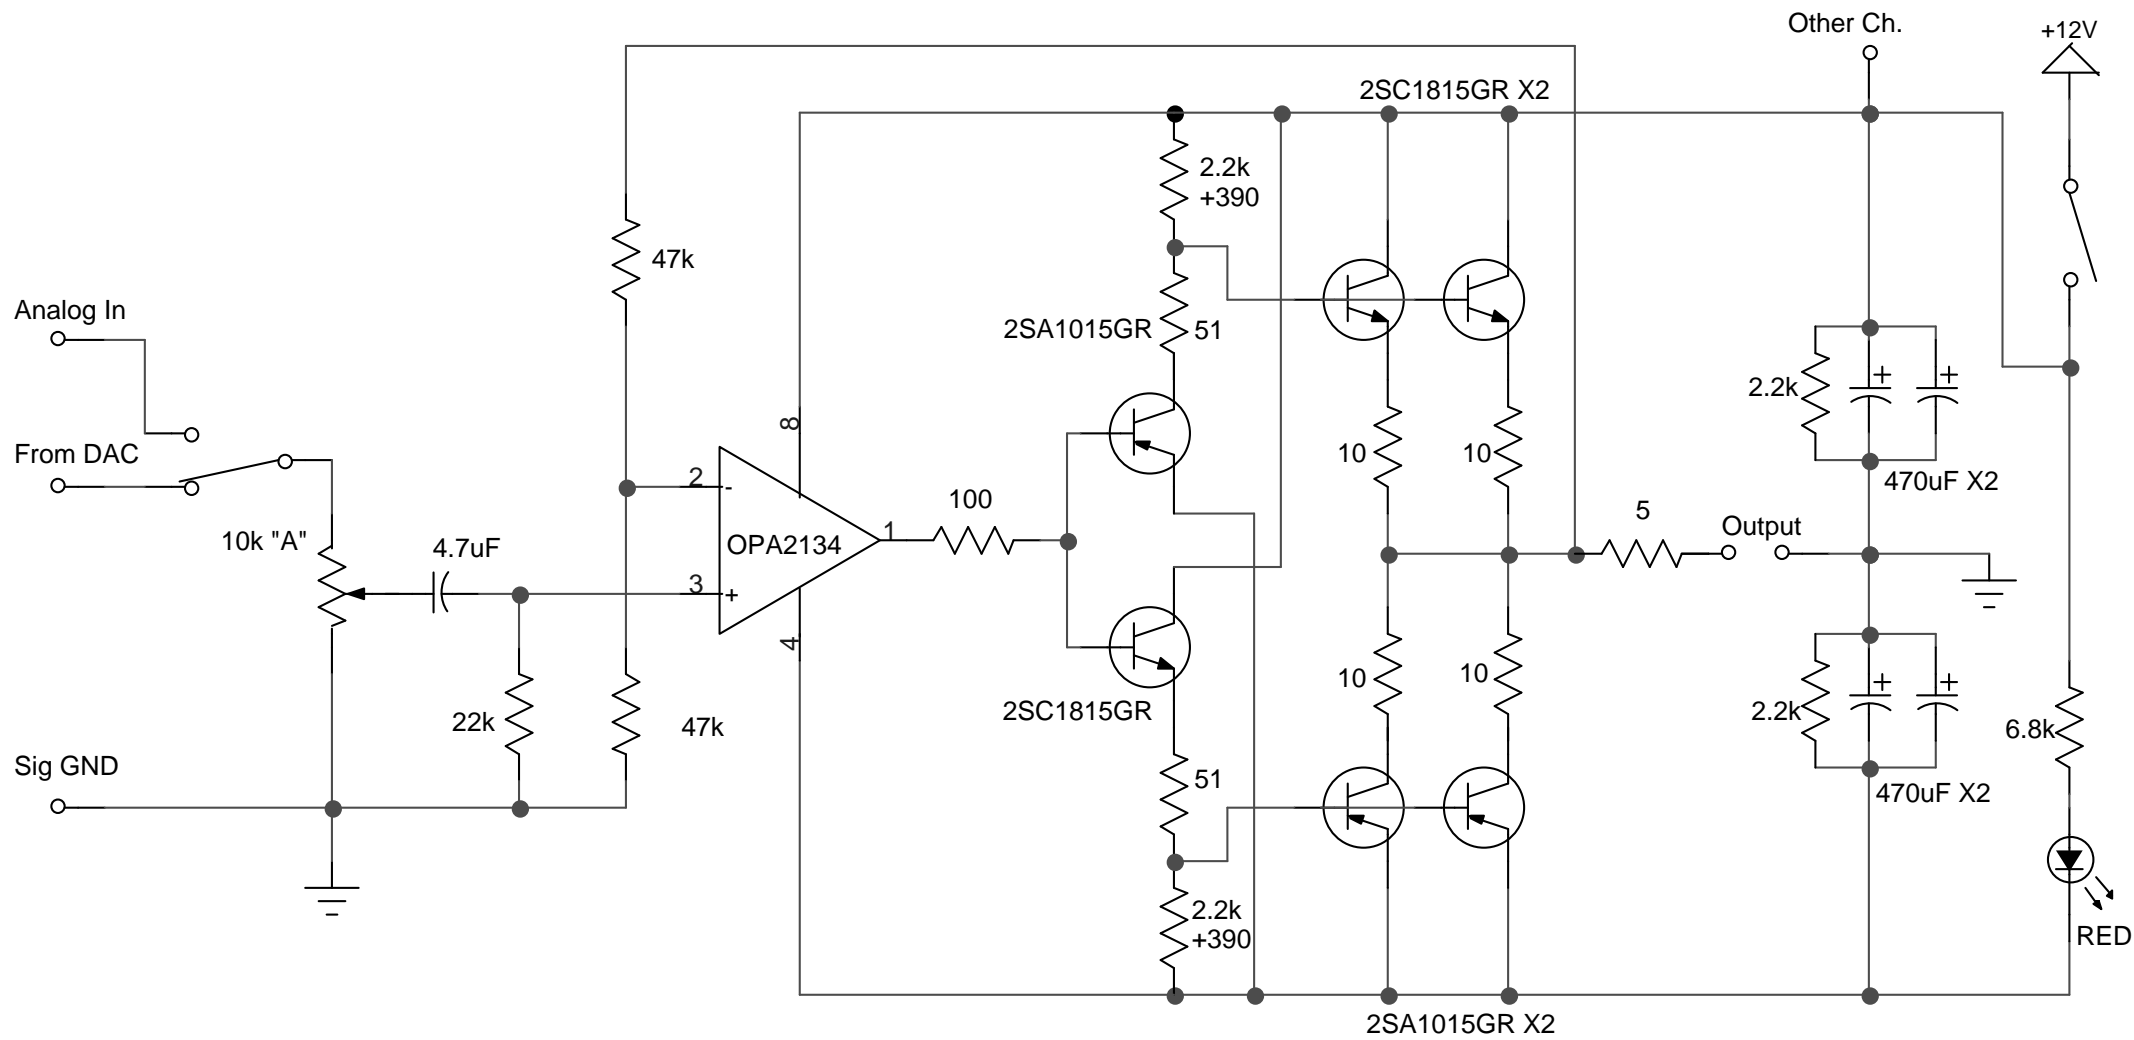 Other Ch.
+12V
2SC1815GR X2
2.2k
+390
47k
Analog In
2SA1015GR
51
8
2.2k
+
+
From DAC
10
10
2
-
470uF X2
100
5
Output
10k "A"
4.7uF
1
OPA2134
3
+
4
10
10
2SC1815GR
22k
47k
2.2k
+
+
6.8k
Sig GND
51
470uF X2
2.2k
+390
RED
2SA1015GR X2